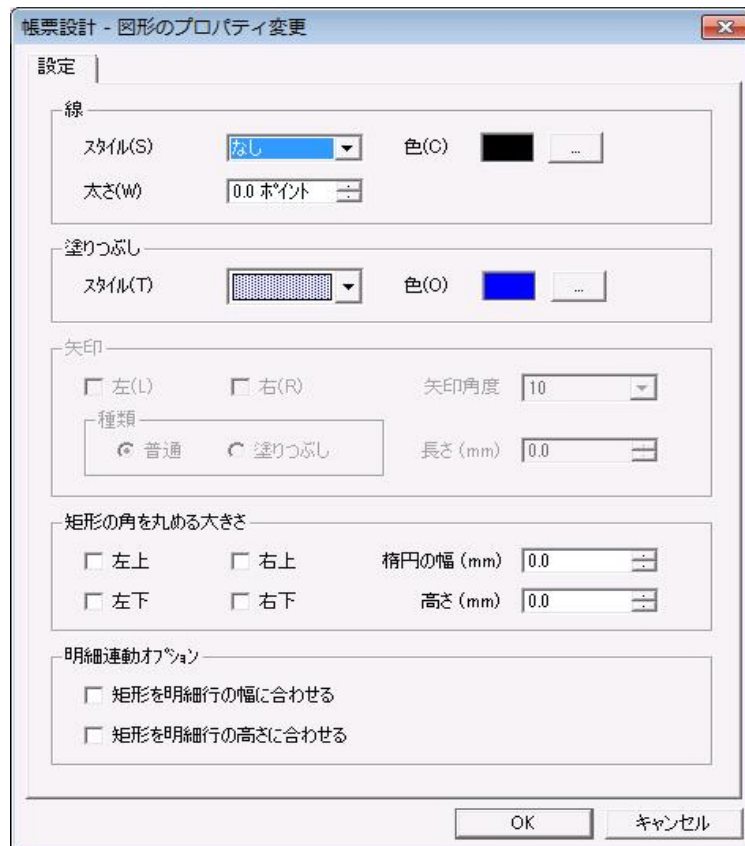 帳票設計 - 図形のプロパティ変更
設定
線
ｽﾀｲﾙ(S) なし 色(C) ...
太さ(W) 0.0 ﾎﾟｲﾝﾄ
塗りつぶし
ｽﾀｲﾙ(T) 色(O) ...
矢印
左(L) 右(R) 矢印角度 10
種類
普通 塗りつぶし 長さ(mm) 0.0
矩形の角を丸める大きさ
左上 右上 楕円の幅(mm) 0.0
左下 右下 高さ(mm) 0.0
明細連動ｵﾌﾟｼｮﾝ
矩形を明細行の幅に合わせる
矩形を明細行の高さに合わせる
OK キャンセル